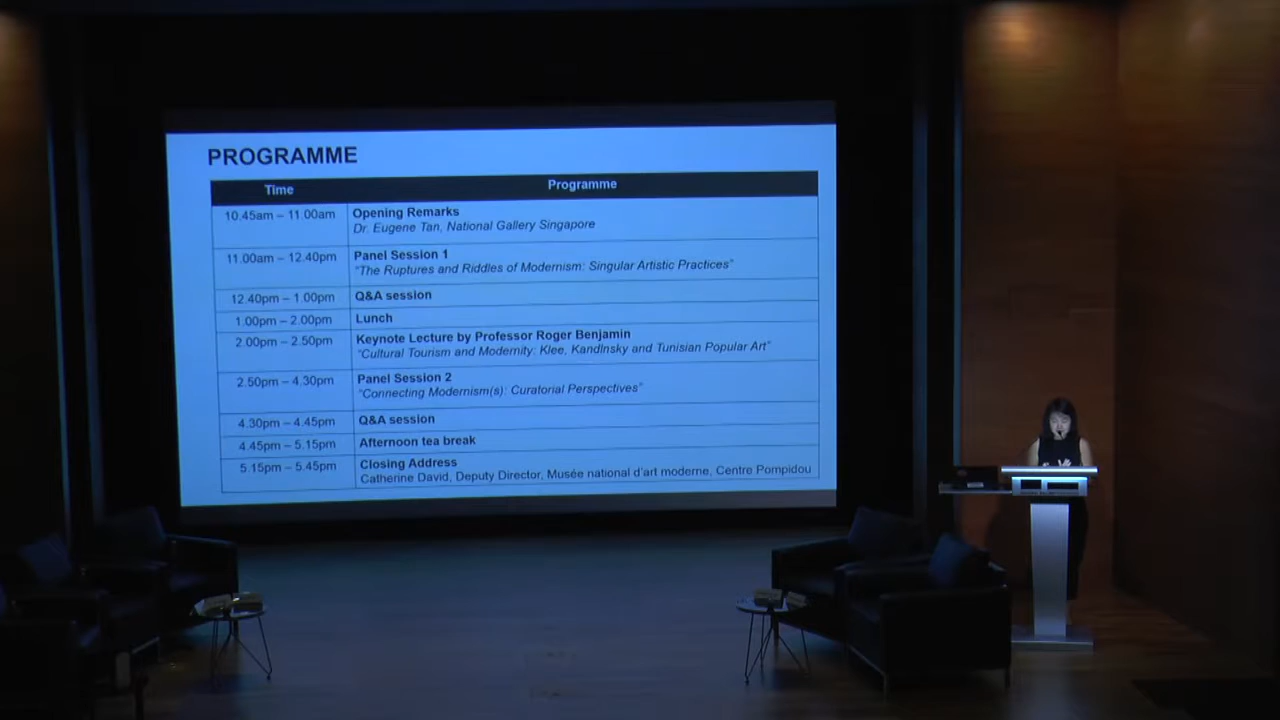 PROGRAMME
Time Programme
10.45am – 11.00am Opening Remarks
Dr. Eugene Tan, National Gallery Singapore
11.00am – 12.40pm Panel Session 1
"The Ruptures and Riddles of Modernism: Singular Artistic Practices"
12.40pm – 1.00pm Q&A session
1.00pm – 2.00pm Lunch
2.00pm – 2.50pm Keynote Lecture by Professor Roger Benjamin
"Cultural Tourism and Modernity: Klee, KandInsky and Tunisian Popular Art"
2.50pm – 4.30pm Panel Session 2
"Connecting Modernism(s): Curatorial Perspectives"
4.30pm – 4.45pm Q&A session
4.45pm – 5.15pm Afternoon tea break
5.15pm – 5.45pm Closing Address
Catherine David, Deputy Director, Musée national d'art moderne, Centre Pompidou